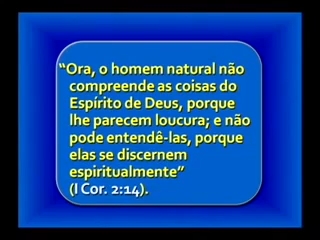 “Ora, o homem natural não
compreende as coisas do
Espírito de Deus, porque
lhe parecem loucura; e não
pode entendê-las, porque
elas se discernem
espiritualmente”
(I Cor. 2:14).